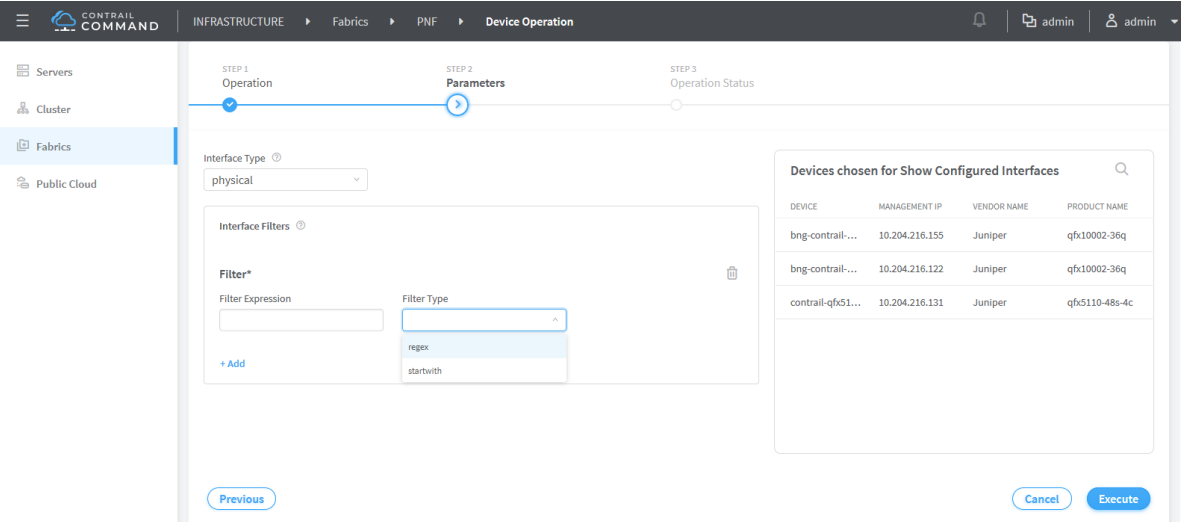 CONTRAIL
COMMAND
INFRASTRUCTURE Fabrics PNF Device Operation
admin admin
Servers
Cluster
Fabrics
Public Cloud
STEP 1
Operation
STEP 2
Parameters
STEP 3
Operation Status
Interface Type
physical
Interface Filters
Filter*
Filter Expression Filter Type
regex
startwith
+ Add
Devices chosen for Show Configured Interfaces
DEVICE MANAGEMENT IP VENDOR NAME PRODUCT NAME
bng-contrail-... 10.204.216.155 Juniper qfx10002-36q
bng-contrail-... 10.204.216.122 Juniper qfx10002-36q
contrail-qfx51... 10.204.216.131 Juniper qfx5110-48s-4c
Previous Cancel Execute